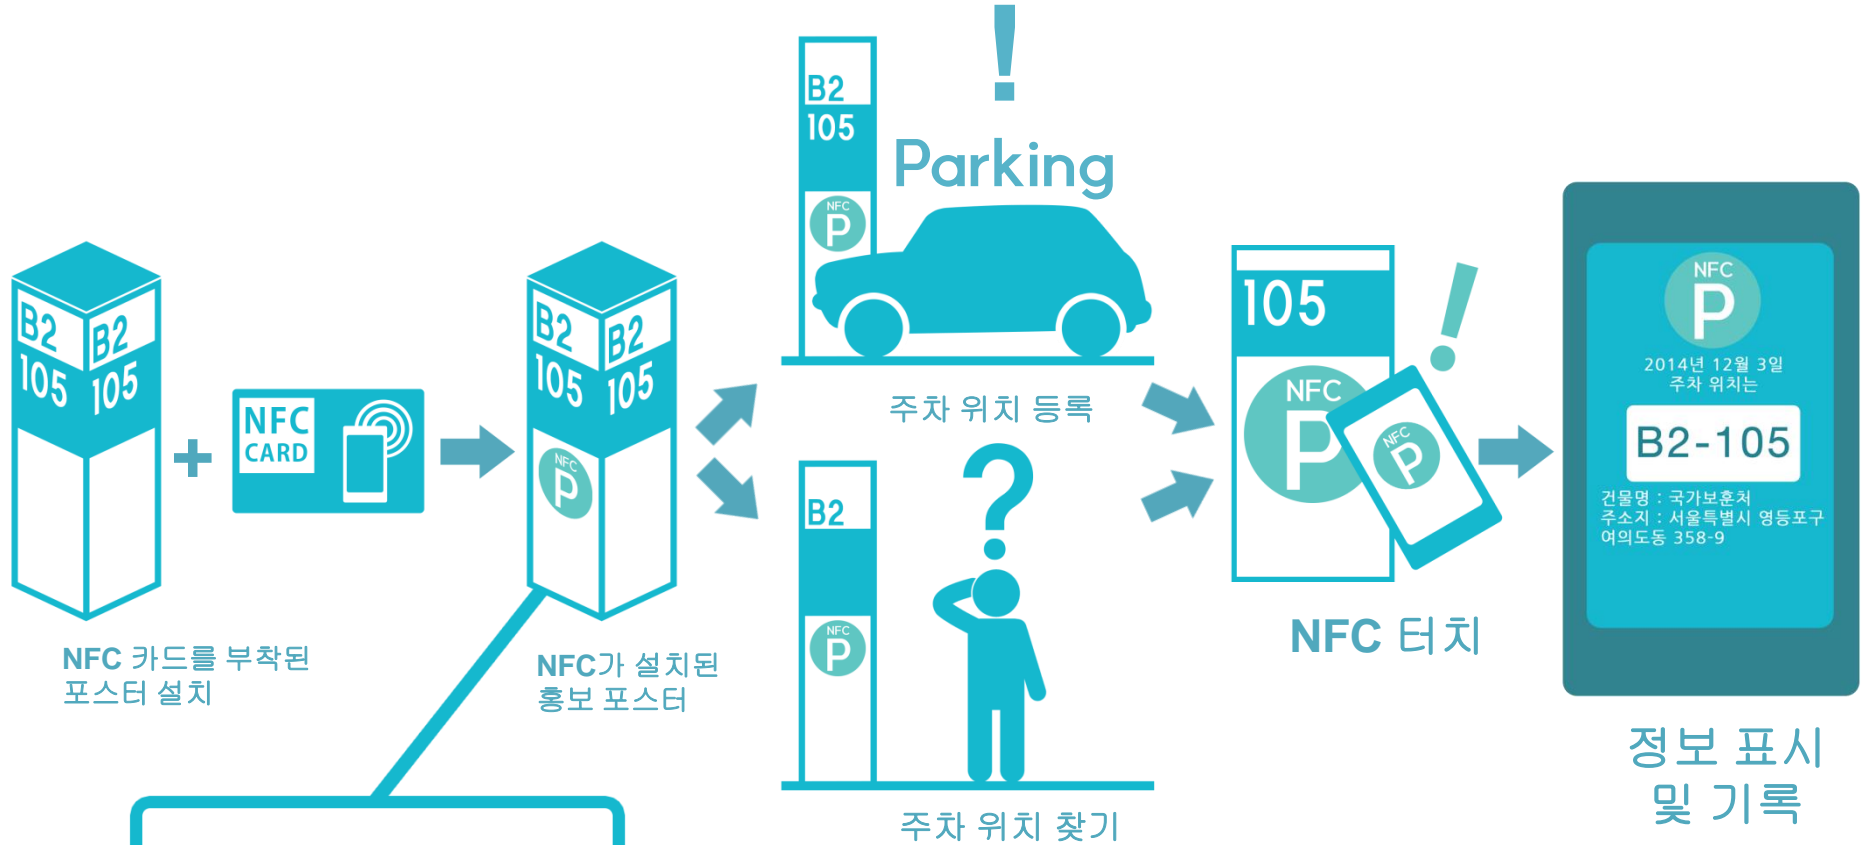 B2
105
B2
105
NFC
CARD
NFC 카드를 부착된
포스터 설치
B2
105
B2
105
NFC
P
NFC가 설치된
홍보 포스터
B2
105
NFC
P
!
Parking
주차 위치 등록
B2
NFC
P
?
주차 위치 찾기
105
NFC
P
NFC
P
!
NFC 터치
NFC
P
2014년 12월 3일
주차 위치는
B2-105
건물명 : 국가보훈처
주소지 : 서울특별시 영등포구
여의도동 358-9
정보 표시
및 기록